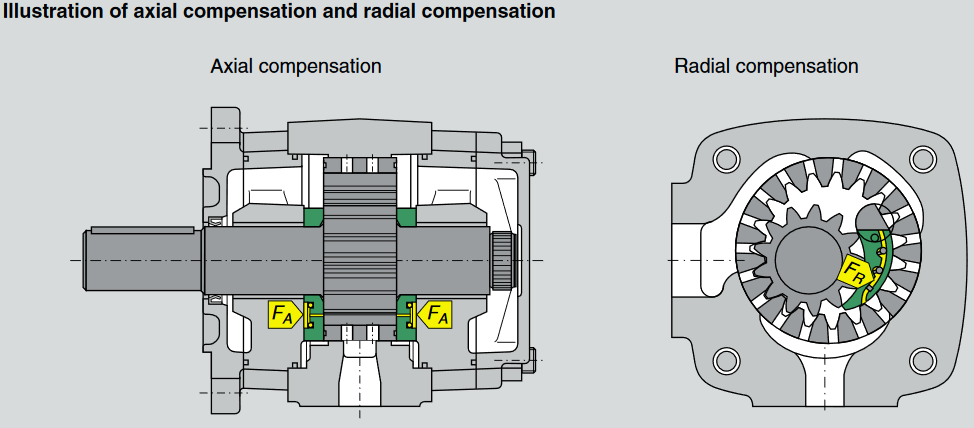 Illustration of axial compensation and radial compensation
Axial compensation
Radial compensation
FA
FA
FR